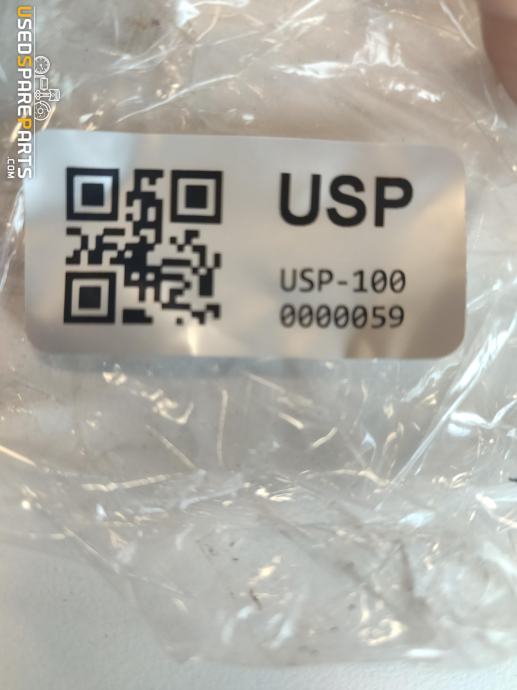 USEDSPAREPARTS
.COM
USP
USP-100
0000059